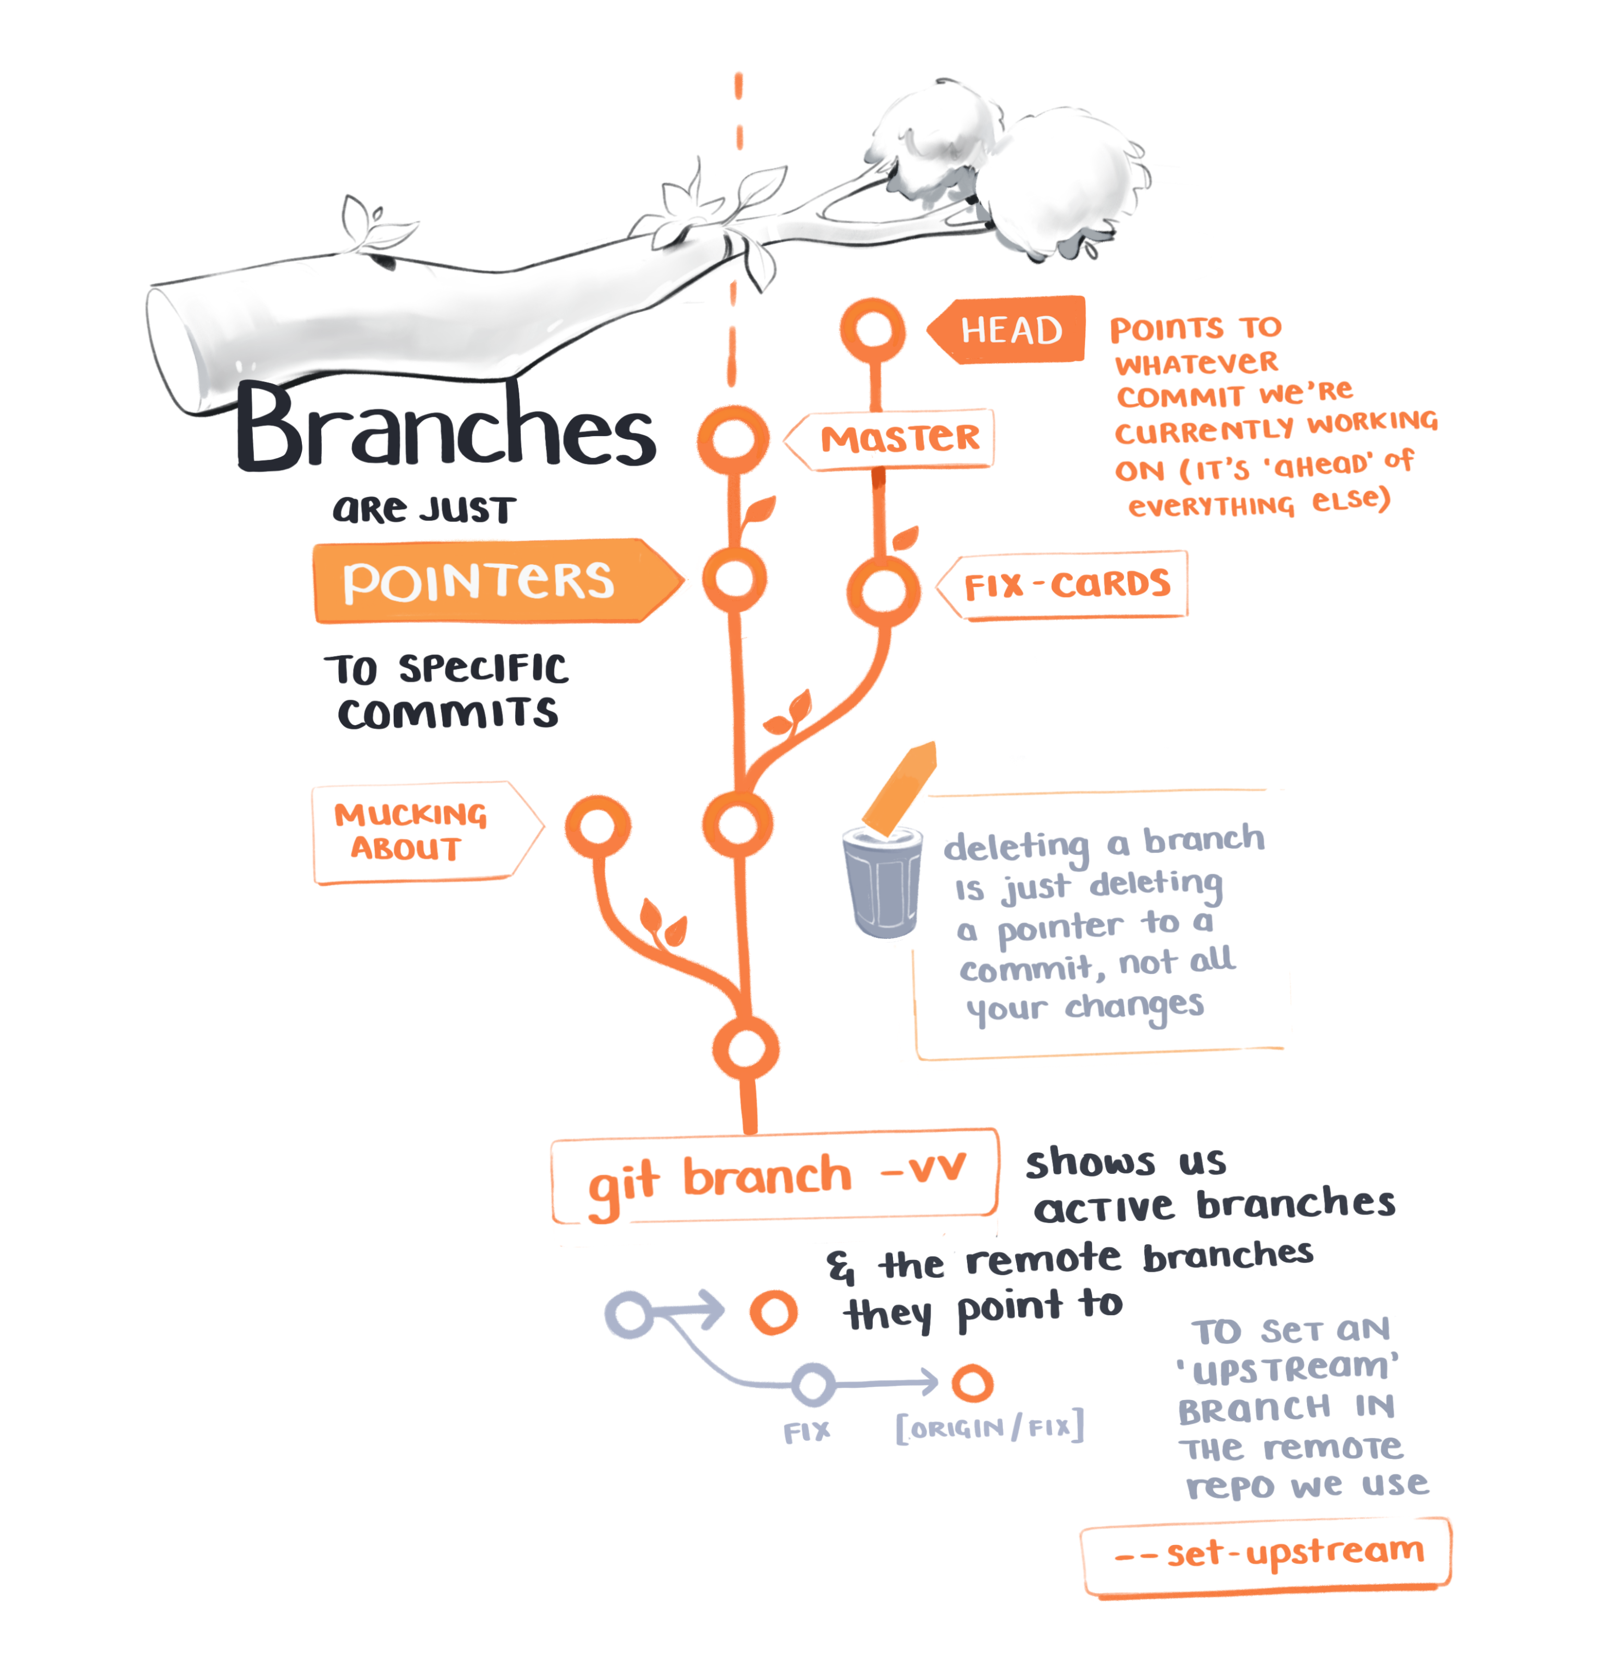 Branches
are just
POINTERS
TO SPECIFIC
COMMITS
HEAD
POINTS TO
WHATEVER
COMMIT WE'RE
CURRENTLY WORKING
ON (IT'S 'AHEAD' OF
EVERYTHING ELSE)
MASTER
FIX-CARDS
MUCKING
ABOUT
deleting a branch
is just deleting
a pointer to a
commit, not all
your changes
git branch -vv
shows us
active branches
& the remote branches
they point to
FIX
[ORIGIN/FIX]
TO SET AN
'UPSTREAM'
BRANCH IN
THE REMOTE
REPO WE USE
--set-upstream